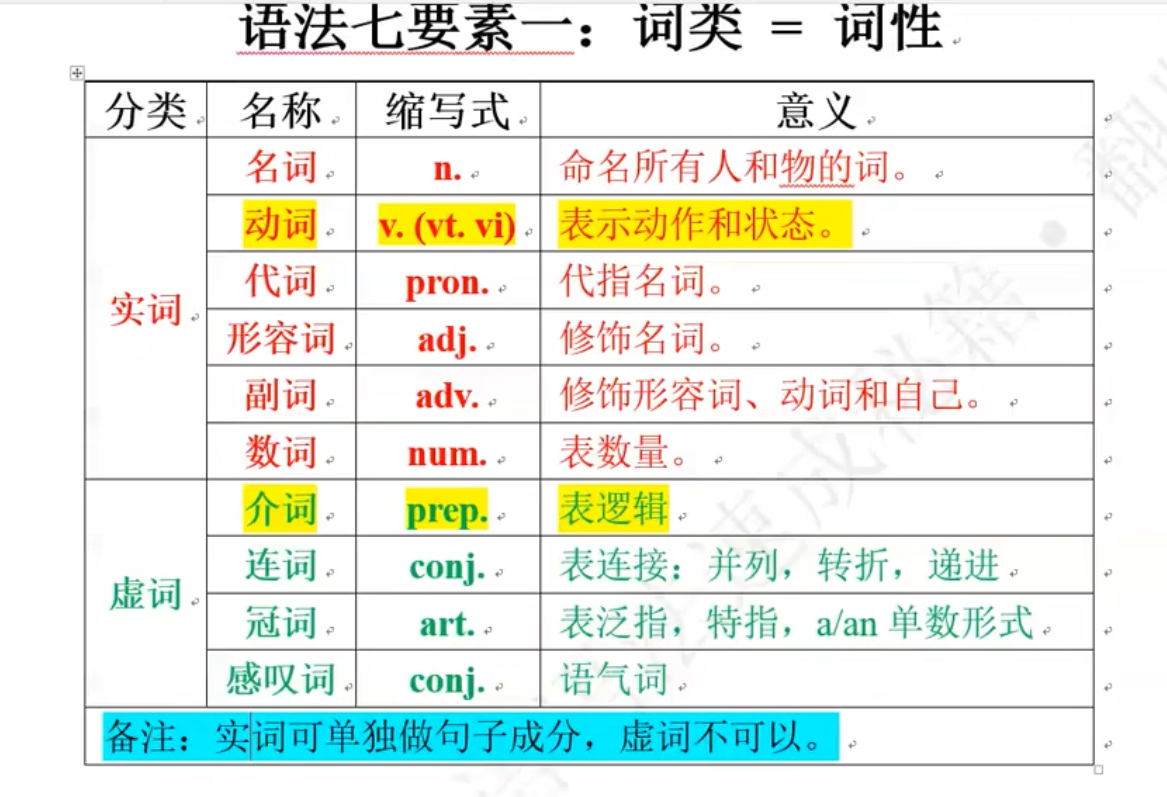 语法七要素一：词类 = 词性
分类 名称 缩写式 意义
实词
名词 n. 命名所有人和物的词。
动词 v. (vt. vi) 表示动作和状态。
代词 pron. 代指名词。
形容词 adj. 修饰名词。
副词 adv. 修饰形容词、动词和自己。
数词 num. 表数量。
虚词
介词 prep. 表逻辑
连词 conj. 表连接：并列，转折，递进
冠词 art. 表泛指，特指，a/an 单数形式
感叹词 conj. 语气词
备注：实词可单独做句子成分，虚词不可以。